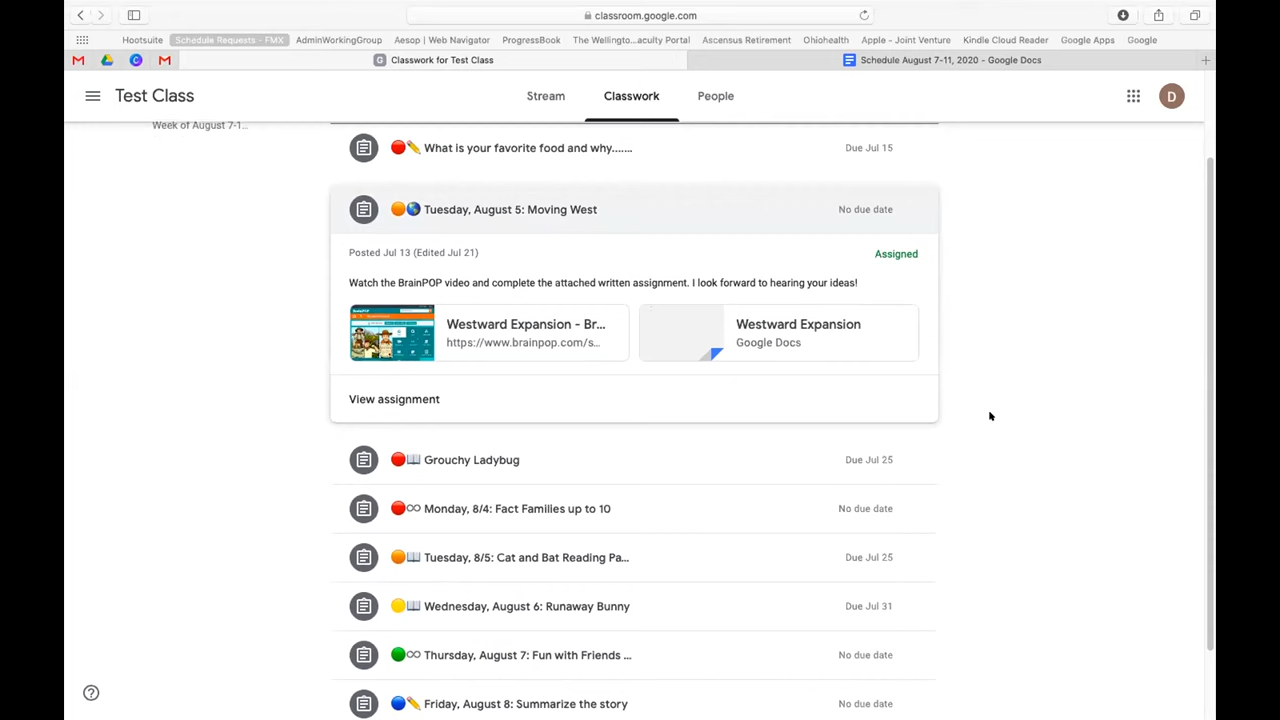 classroom.google.com
Hootsuite Schedule Requests - FMX AdminWorkingGroup Aesop | Web Navigator ProgressBook The Wellingto...aculty Portal Ascensus Retirement Ohiohealth Apple - Joint Venture Kindle Cloud Reader Google Apps Google
Classwork for Test Class Schedule August 7-11, 2020 - Google Docs
Test Class Stream Classwork People D
Week of August 7-1...
What is your favorite food and why....... Due Jul 15
Tuesday, August 5: Moving West No due date
Posted Jul 13 (Edited Jul 21) Assigned
Watch the BrainPOP video and complete the attached written assignment. I look forward to hearing your ideas!
Westward Expansion - Br... Westward Expansion
https://www.brainpop.com/s... Google Docs
View assignment
Grouchy Ladybug Due Jul 25
Monday, 8/4: Fact Families up to 10 No due date
Tuesday, 8/5: Cat and Bat Reading Pa... Due Jul 25
Wednesday, August 6: Runaway Bunny Due Jul 31
Thursday, August 7: Fun with Friends ... No due date
Friday, August 8: Summarize the story No due date